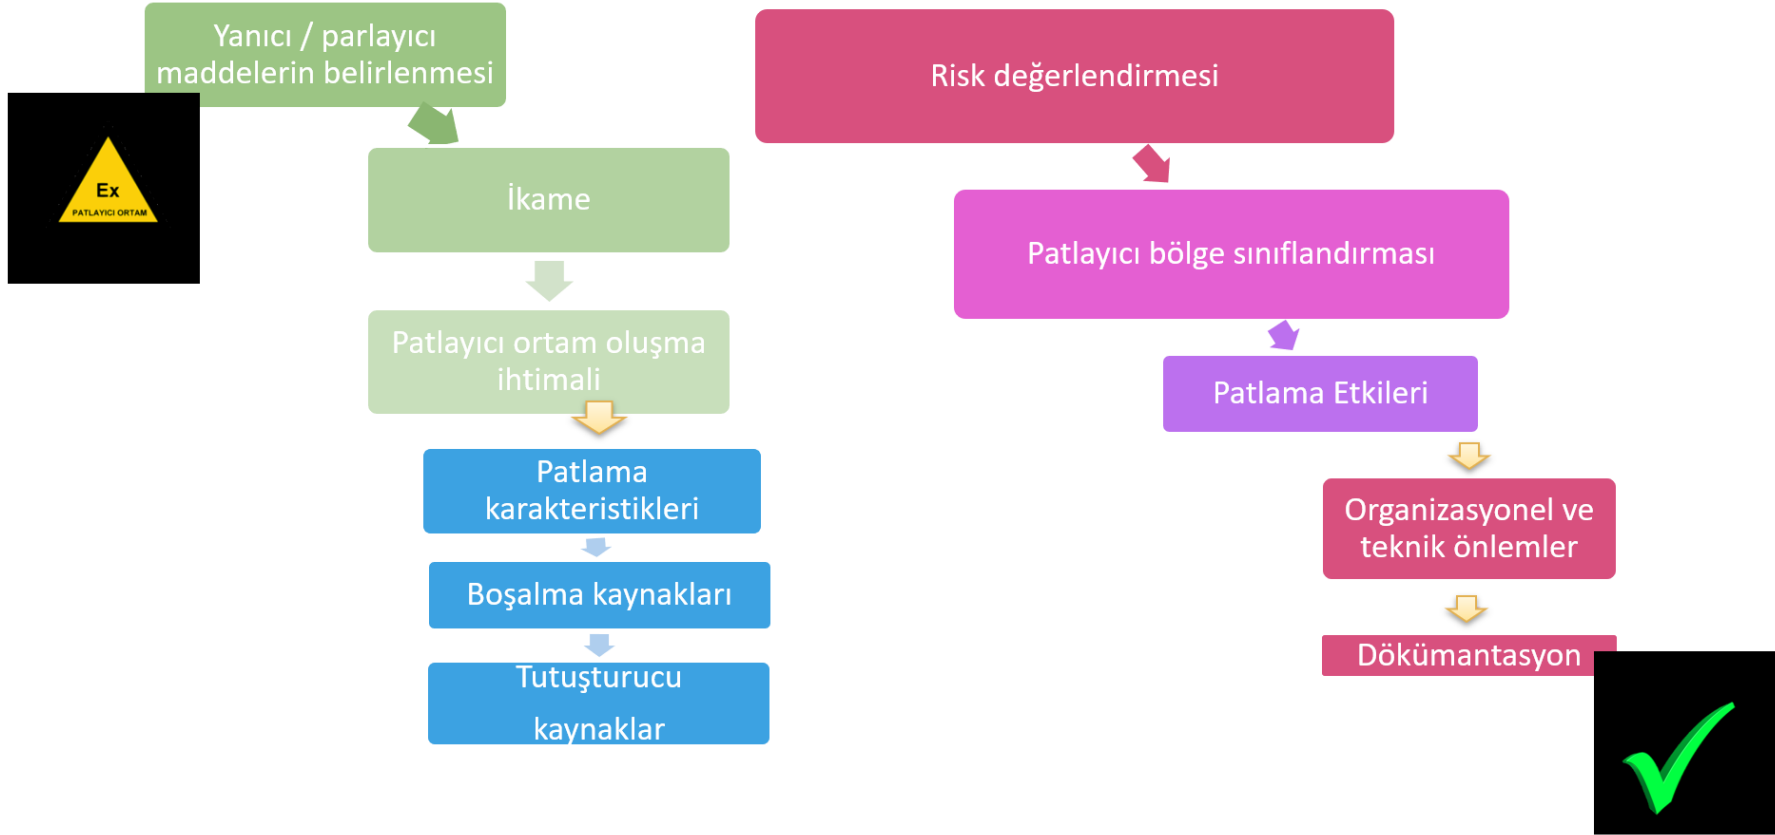 Yanıcı / parlayıcı
maddelerin belirlenmesi
Ex
PATLAYICI ORTAM
İkame
Patlayıcı ortam oluşma
ihtimali
Patlama
karakteristikleri
Boşalma kaynakları
Tutuşturucu
kaynaklar
Risk değerlendirmesi
Patlayıcı bölge sınıflandırması
Patlama Etkileri
Organizasyonel ve
teknik önlemler
Dökümantasyon